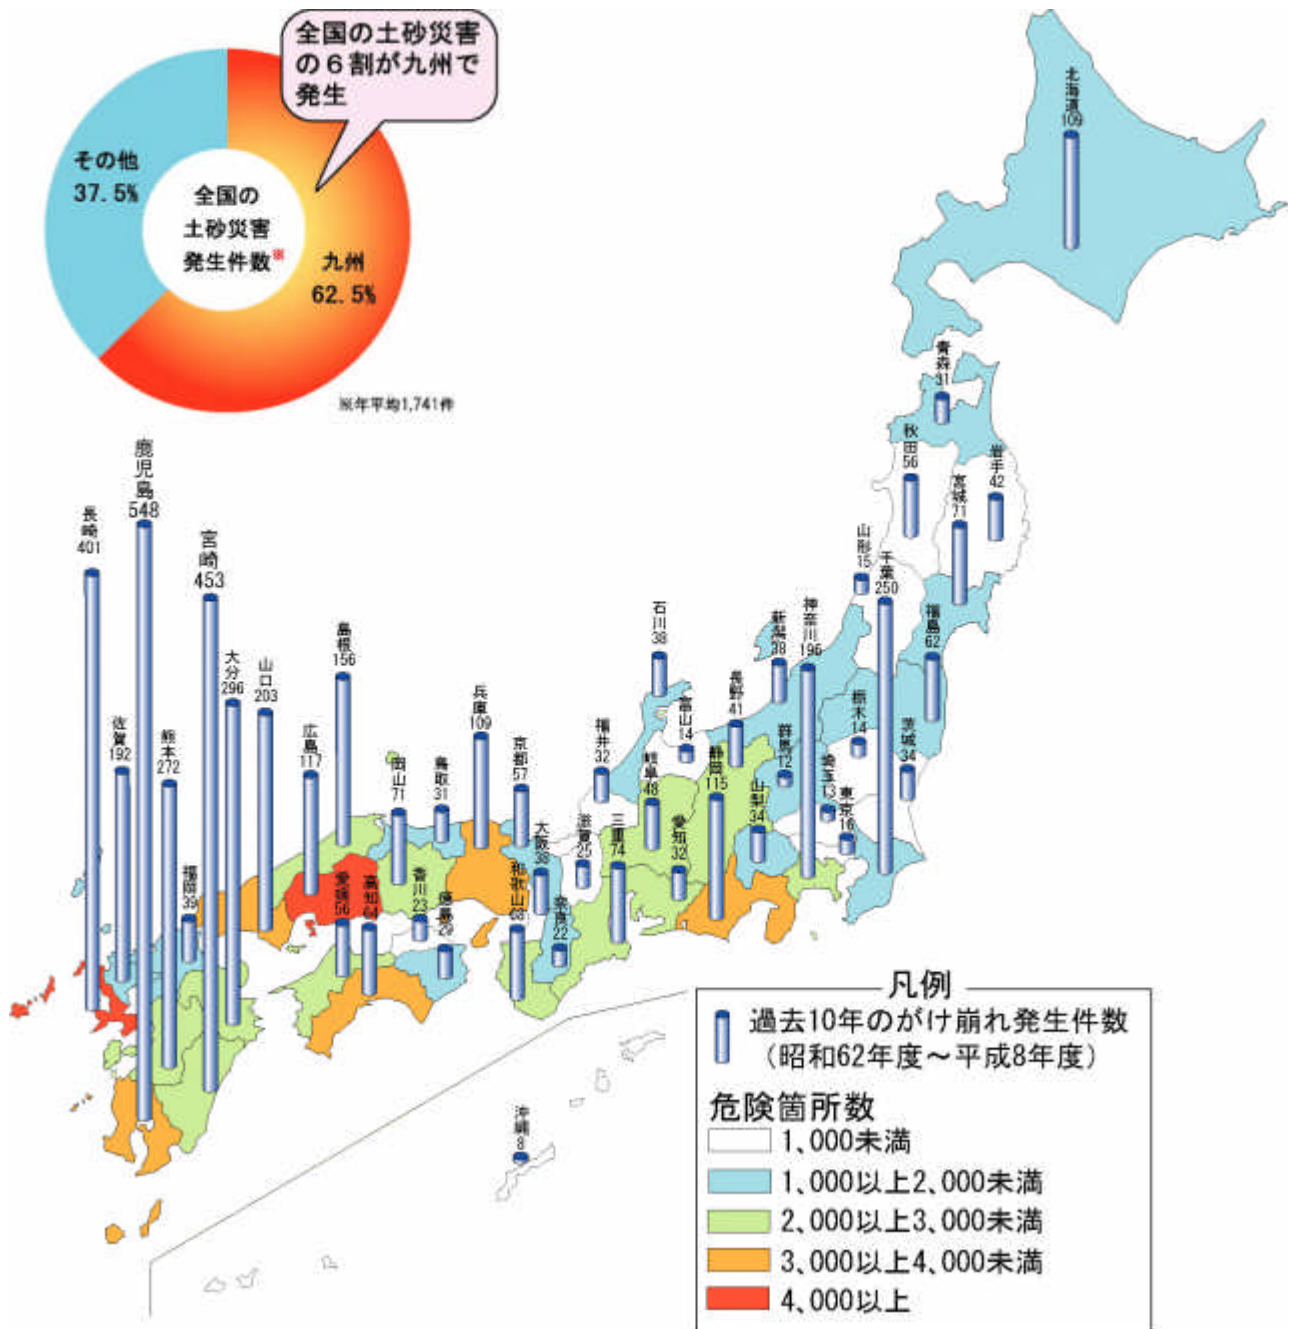 全国の土砂災害
の6割が九州で
発生
その他
37.5%
全国の
土砂災害
発生件数※
九州
62.5%
※年平均1,741件
北海道
109
青森
31
秋田
56
岩手
42
宮城
71
山形
15
千葉
250
福島
62
神奈川
196
新潟
38
石川
38
長野
41
富山
14
栃木
14
茨城
34
群馬
12
埼玉
13
東京
16
山梨
34
静岡
115
岐阜
48
愛知
32
福井
32
滋賀
25
三重
74
京都
57
大阪
38
兵庫
109
奈良
22
和歌山
68
鳥取
31
岡山
71
島根
156
広島
117
山口
203
香川
23
徳島
29
愛媛
56
高知
64
長崎
401
鹿児島
548
宮崎
453
大分
296
佐賀
192
熊本
272
福岡
39
沖縄
8
凡例
過去10年のがけ崩れ発生件数
（昭和62年度～平成8年度）
危険箇所数
1、000未満
1、000以上2、000未満
2、000以上3、000未満
3、000以上4、000未満
4、000以上